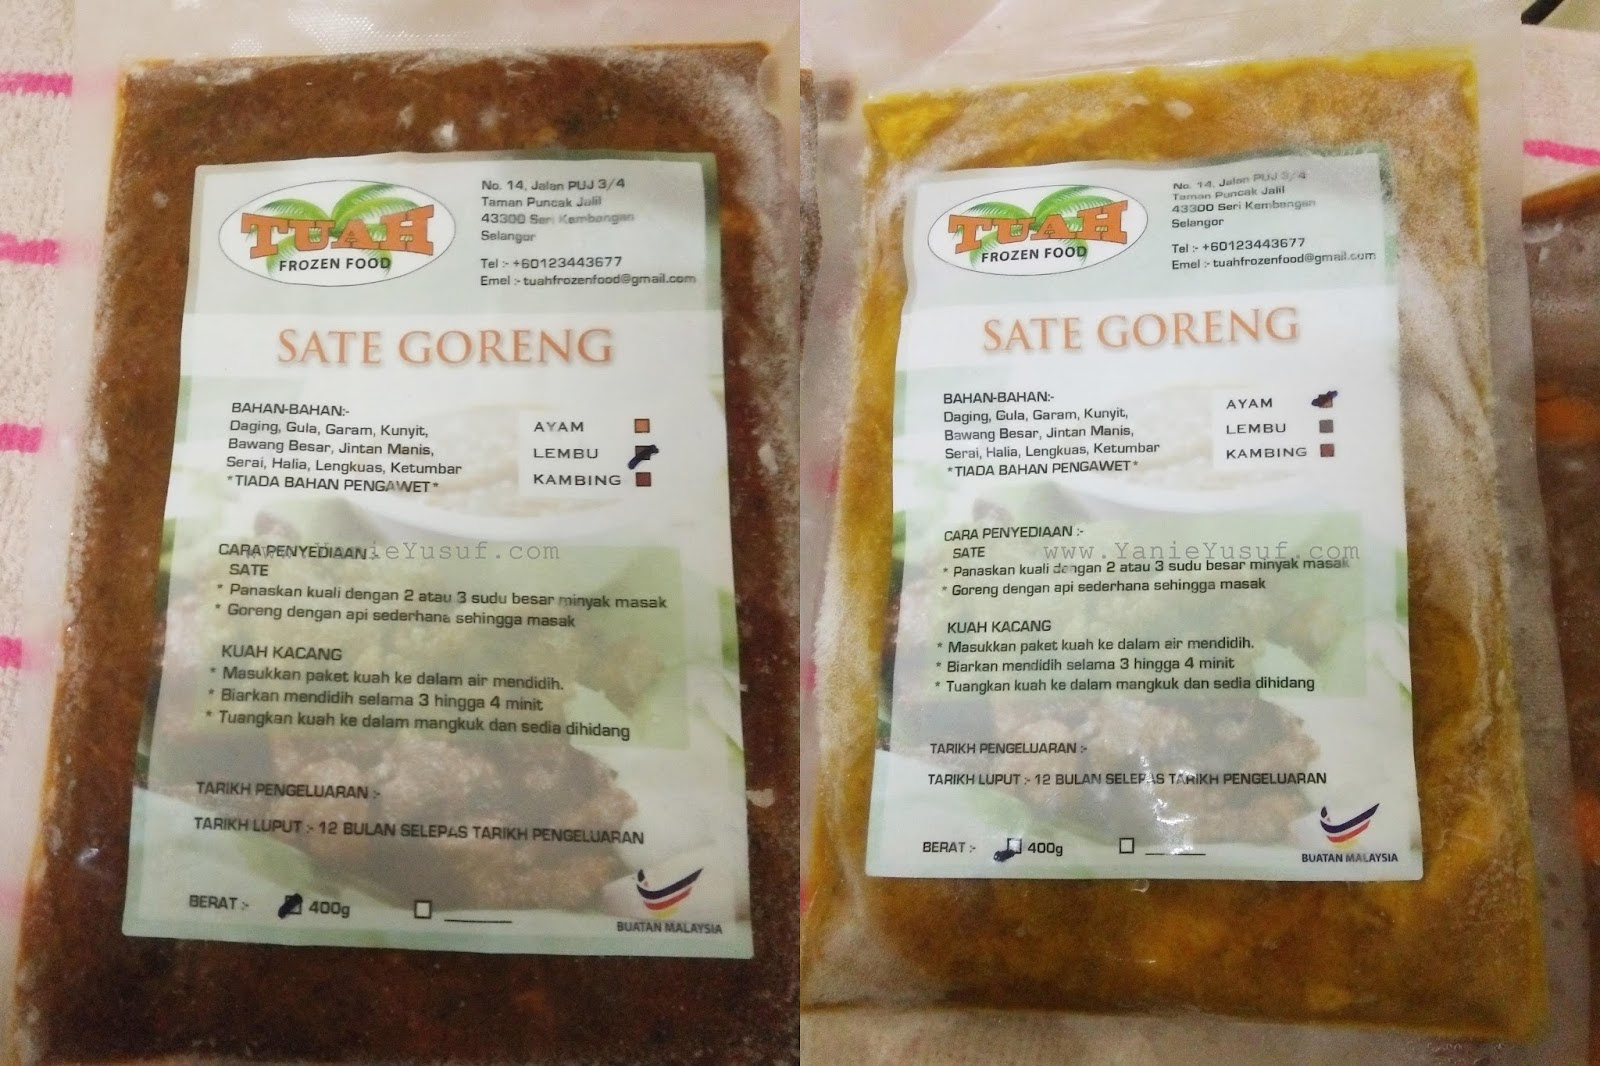 TUAH
FROZEN FOOD
No. 14, Jalan PUJ 3/4
Taman Puncak Jalil
43300 Seri Kembangan
Selangor
Tel :- +60123443677
Emel :- tuahfrozenfood@gmail.com
SATE GORENG
BAHAN-BAHAN:-
Daging, Gula, Garam, Kunyit,
Bawang Besar, Jintan Manis,
Serai, Halia, Lengkuas, Ketumbar
*TIADA BAHAN PENGAWET*
AYAM
LEMBU
KAMBING
CARA PENYEDIAAN :-
www.YanieYusuf.com
SATE
* Panaskan kuali dengan 2 atau 3 sudu besar minyak masak
* Goreng dengan api sederhana sehingga masak
KUAH KACANG
* Masukkan paket kuah ke dalam air mendidih.
* Biarkan mendidih selama 3 hingga 4 minit
* Tuangkan kuah ke dalam mangkuk dan sedia dihidang
TARIKH PENGELUARAN :-
TARIKH LUPUT :- 12 BULAN SELEPAS TARIKH PENGELUARAN
BERAT :- 400g
BUATAN MALAYSIA
TUAH
FROZEN FOOD
No. 14, Jalan PUJ 3/4
Taman Puncak Jalil
43300 Seri Kembangan
Selangor
Tel :- +60123443677
Emel :- tuahfrozenfood@gmail.com
SATE GORENG
BAHAN-BAHAN:-
Daging, Gula, Garam, Kunyit,
Bawang Besar, Jintan Manis,
Serai, Halia, Lengkuas, Ketumbar
*TIADA BAHAN PENGAWET*
AYAM
LEMBU
KAMBING
CARA PENYEDIAAN :-
SATE
www.YanieYusuf.com
* Panaskan kuali dengan 2 atau 3 sudu besar minyak masak
* Goreng dengan api sederhana sehingga masak
KUAH KACANG
* Masukkan paket kuah ke dalam air mendidih.
* Biarkan mendidih selama 3 hingga 4 minit
* Tuangkan kuah ke dalam mangkuk dan sedia dihidang
TARIKH PENGELUARAN :-
TARIKH LUPUT :- 12 BULAN SELEPAS TARIKH PENGELUARAN
BERAT :- 400g
BUATAN MALAYSIA